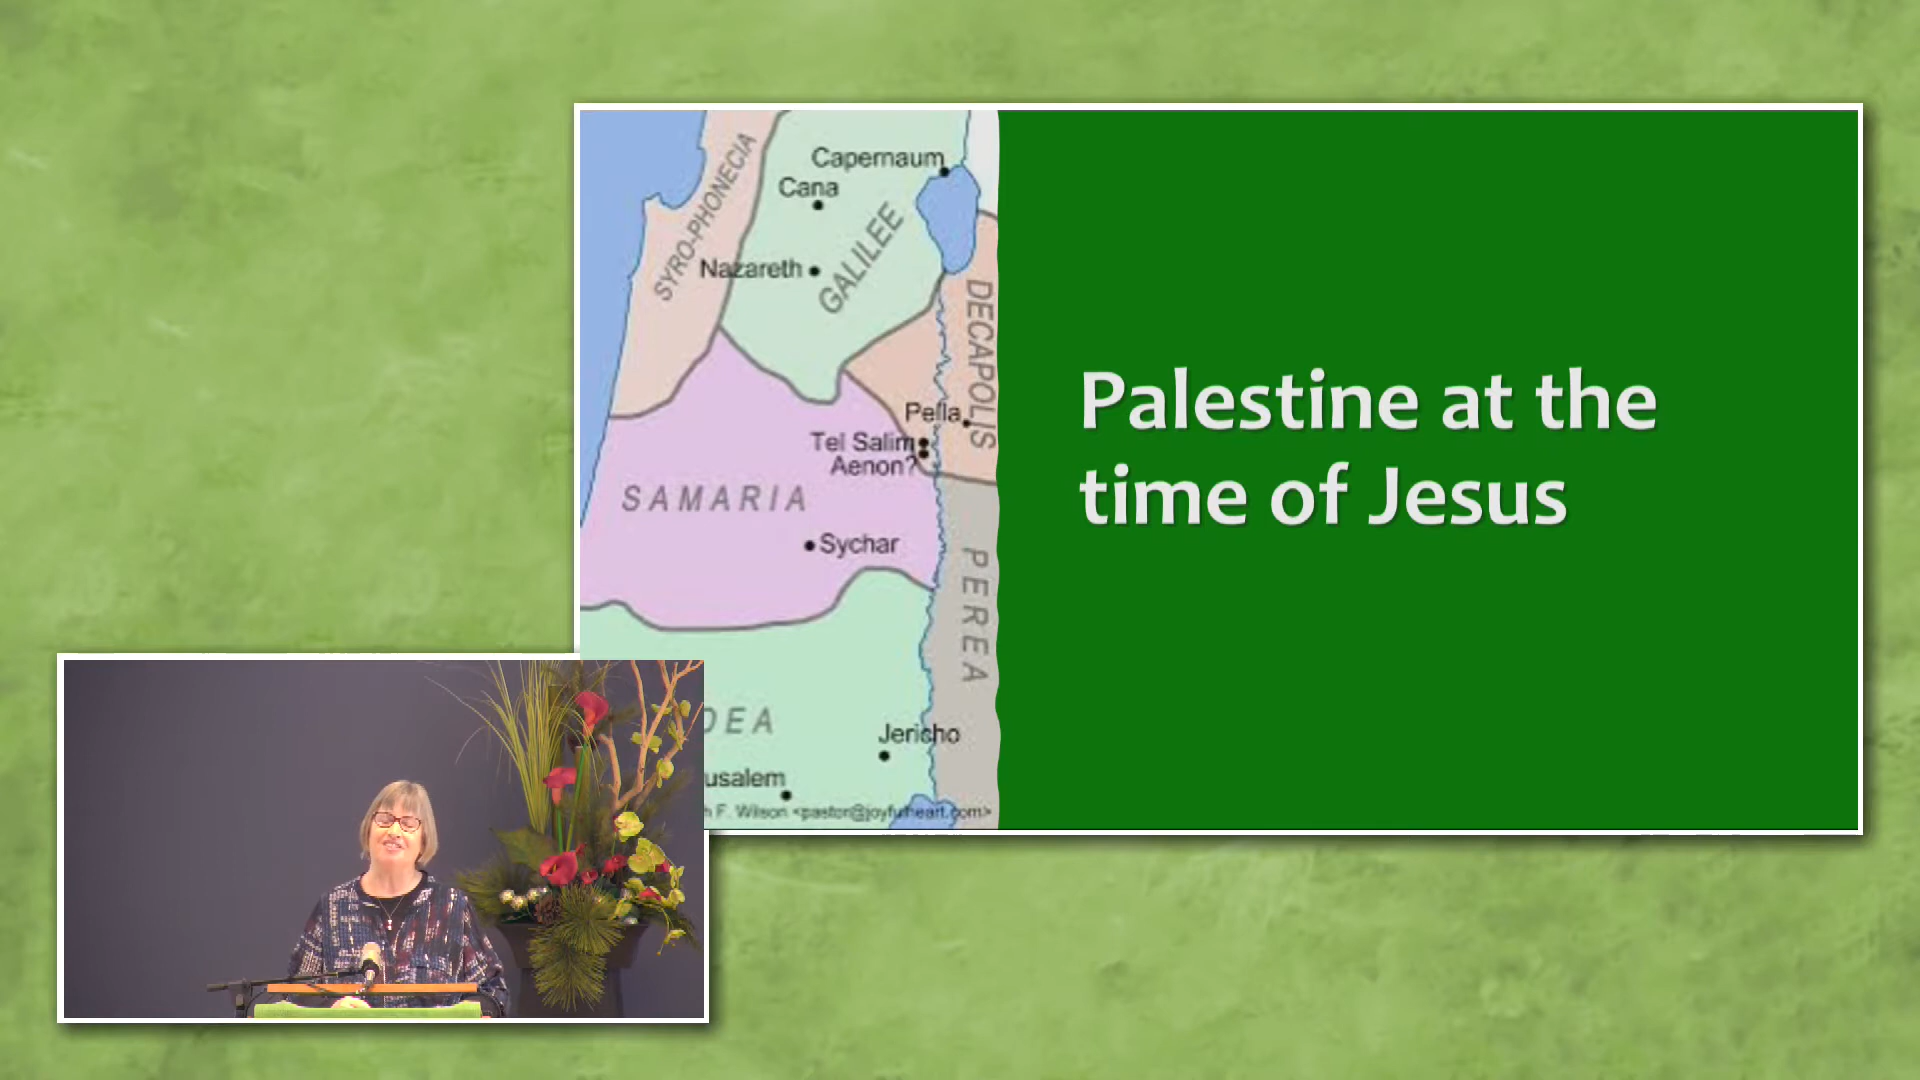 Capernaum
Cana
SYRO-PHONECIA
GALILEE
Nazareth
DECAPOLIS
Pella
Tel Salim
Aenon?
SAMARIA
Sychar
PEREA
DEA
Jericho
usalem
h F. Wilson <pastor@joyfulheart.com>
Palestine at the
time of Jesus